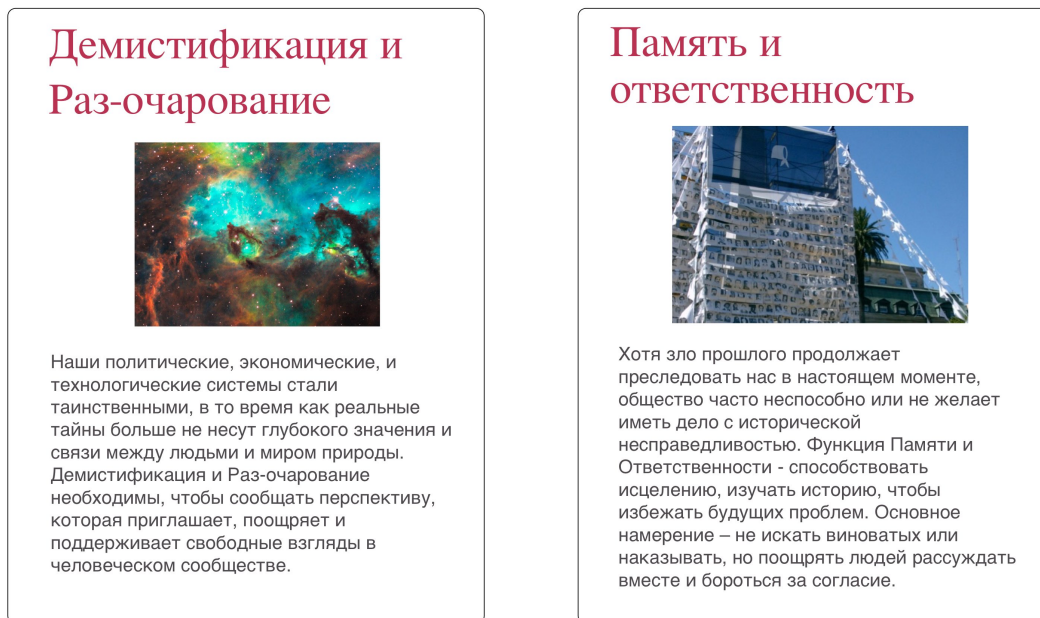 Демистификация и
Раз-очарование
Наши политические, экономические, и
технологические системы стали
таинственными, в то время как реальные
тайны больше не несут глубокого значения и
связи между людьми и миром природы.
Демистификация и Раз-очарование
необходимы, чтобы сообщать перспективу,
которая приглашает, поощряет и
поддерживает свободные взгляды в
человеческом сообществе.
Память и
ответственность
Хотя зло прошлого продолжает
преследовать нас в настоящем моменте,
общество часто неспособно или не желает
иметь дело с исторической
несправедливостью. Функция Памяти и
Ответственности - способствовать
исцелению, изучать историю, чтобы
избежать будущих проблем. Основное
намерение – не искать виноватых или
наказывать, но поощрять людей рассуждать
вместе и бороться за согласие.